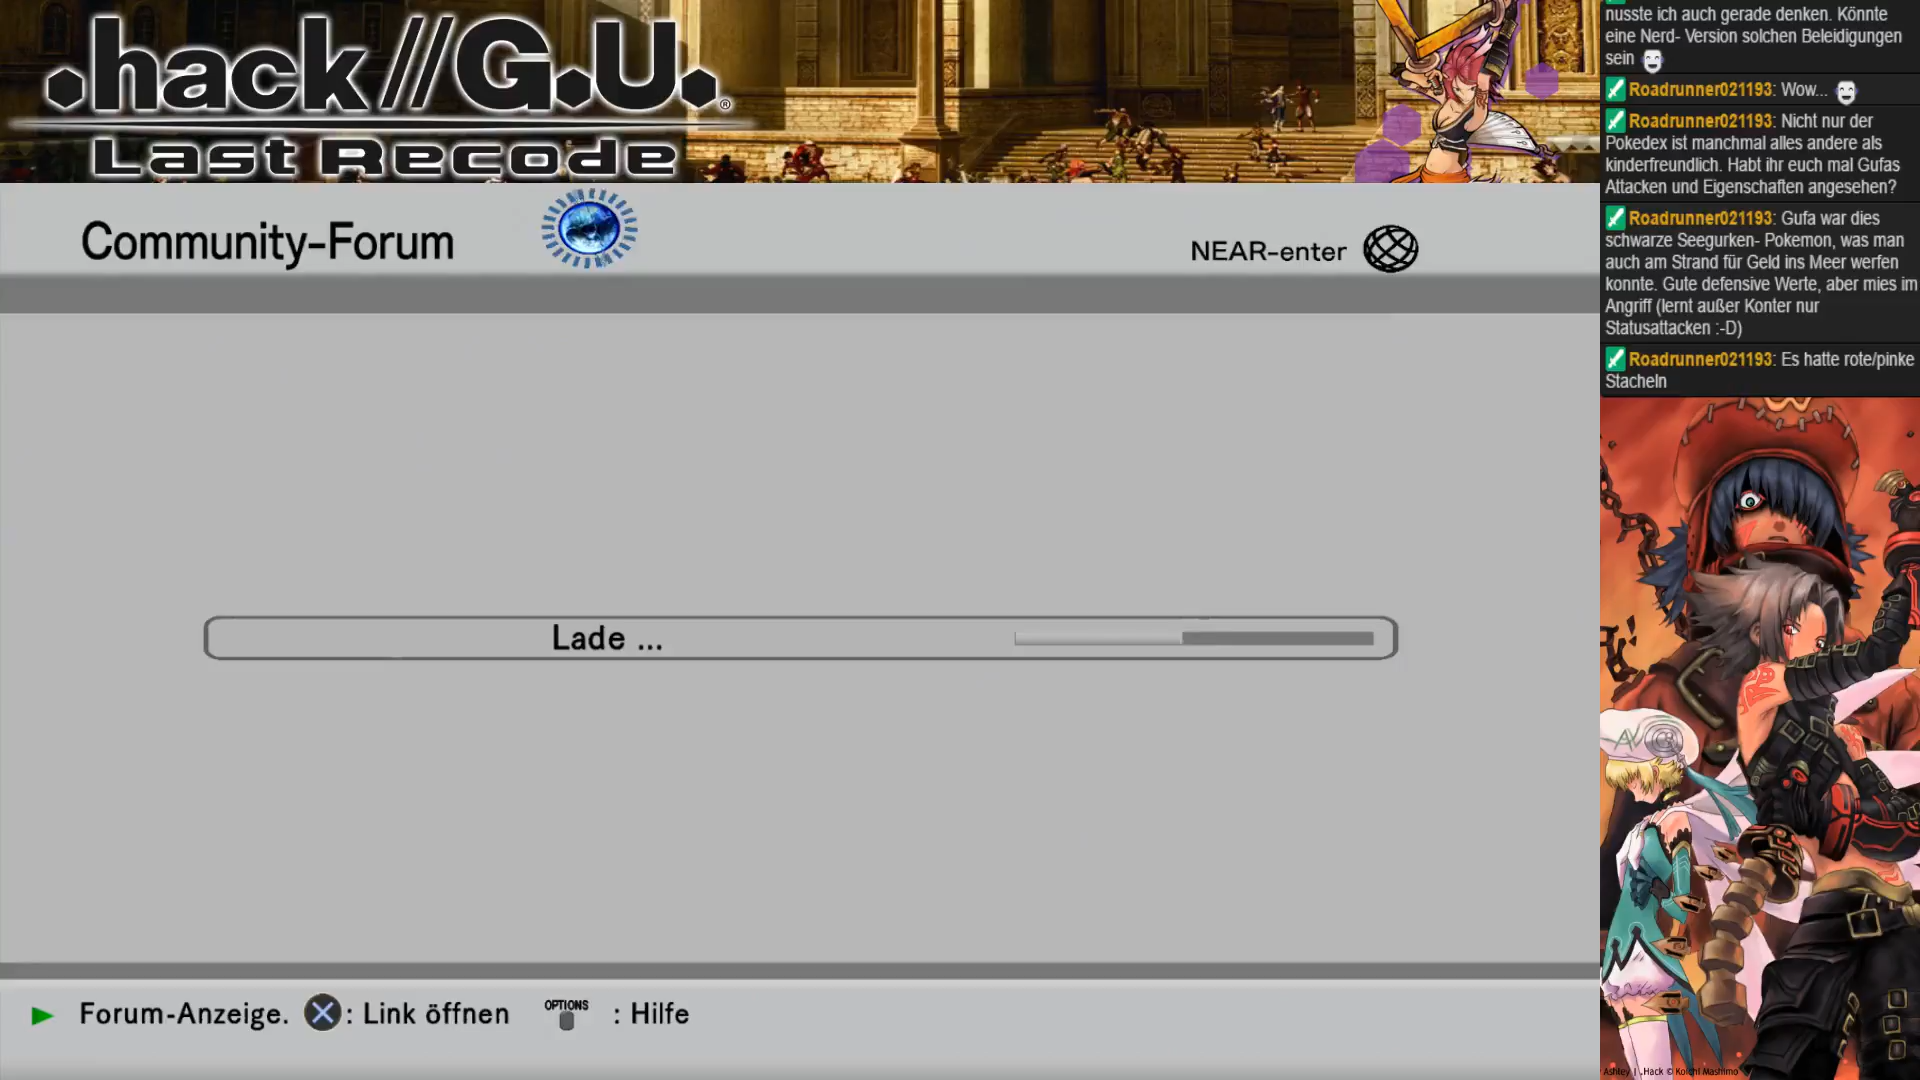 .hack//G.U.®
Last Recode
Community-Forum
NEAR-enter
Lade ...
Forum-Anzeige. : Link öffnen OPTIONS : Hilfe
nusste ich auch gerade denken. Könnte
eine Nerd- Version solchen Beleidigungen
sein
Roadrunner021193: Wow...
Roadrunner021193: Nicht nur der
Pokedex ist manchmal alles andere als
kinderfreundlich. Habt ihr euch mal Gufas
Attacken und Eigenschaften angesehen?
Roadrunner021193: Gufa war dies
schwarze Seegurken- Pokemon, was man
auch am Strand für Geld ins Meer werfen
konnte. Gute defensive Werte, aber mies im
Angriff (lernt außer Konter nur
Statusattacken :-D)
Roadrunner021193: Es hatte rote/pinke
Stacheln
Ashley | .Hack © Koichi Mashimo